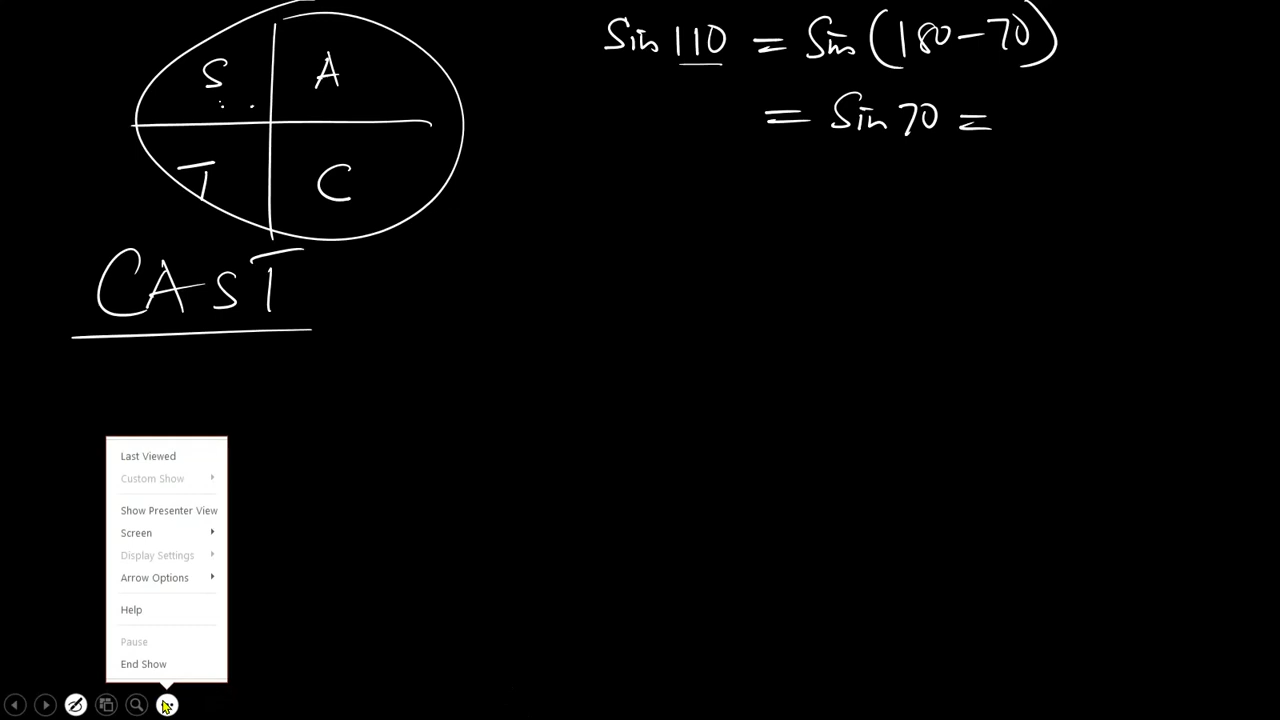 S A
T C
CAST
Sin 110 = Sin (180 - 70)
= Sin 70 =
Last Viewed
Custom Show
Show Presenter View
Screen
Display Settings
Arrow Options
Help
Pause
End Show